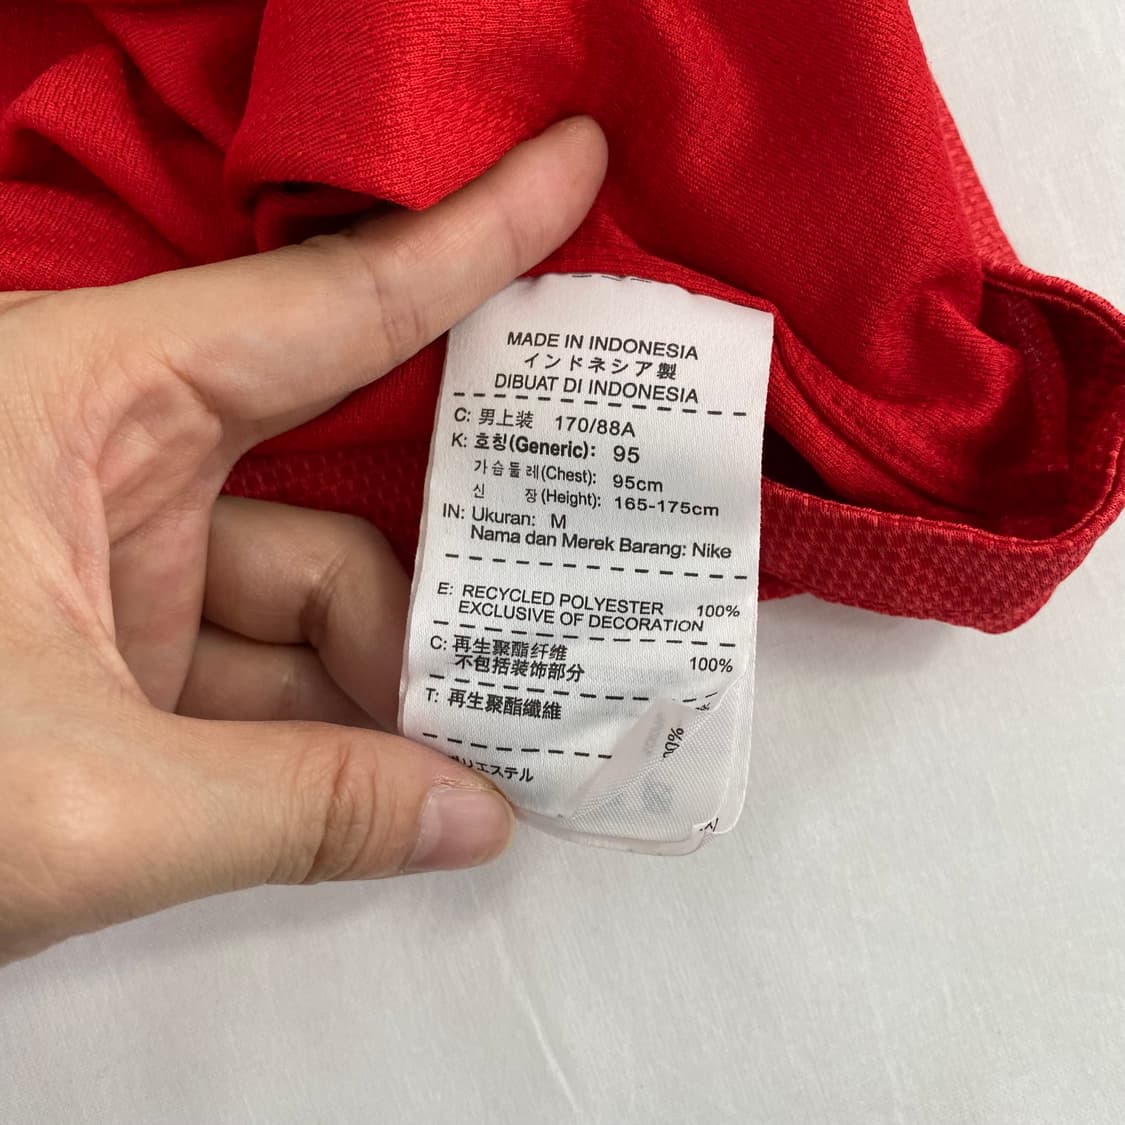 MADE IN INDONESIA
インドネシア製
DIBUAT DI INDONESIA
C: 男上装 170/88A
K: 호칭(Generic): 95
가슴둘레(Chest): 95cm
신 장(Height): 165-175cm
IN: Ukuran: M
Nama dan Merek Barang: Nike
E: RECYCLED POLYESTER 100%
EXCLUSIVE OF DECORATION
C: 再生聚酯纤维 100%
不包括装饰部分
T: 再生聚酯纖維 %
リエステル